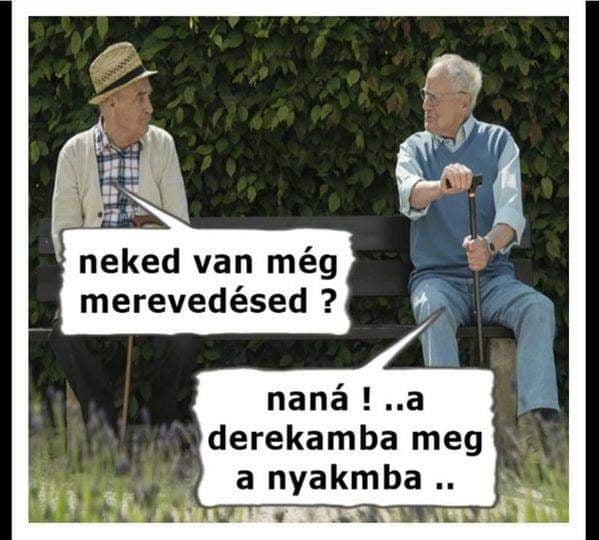 neked van még
merevedésed ?
naná ! ..a
derekamba meg
a nyakmba ..